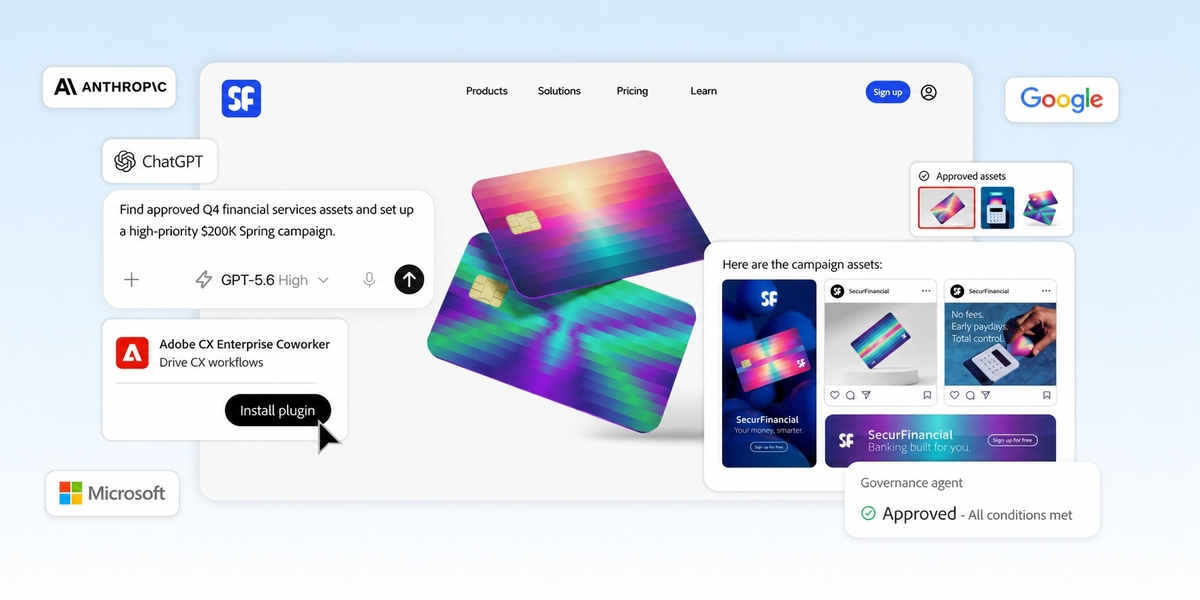 ANTHROP\C
ChatGPT
Find approved Q4 financial services assets and set up
a high-priority $200K Spring campaign.
GPT-5.6 High
Adobe CX Enterprise Coworker
Drive CX workflows
Install plugin
Microsoft
SF
Products Solutions Pricing Learn
Sign up
Google
Approved assets
Here are the campaign assets:
SF
SF
SecurFinancial
Your money, smarter.
Sign up for free
SF SecurFinancial
SF SecurFinancial
No fees.
Early paydays.
Total control.
SF
SecurFinancial
Banking built for you.
Sign up for free
Governance agent
Approved - All conditions met